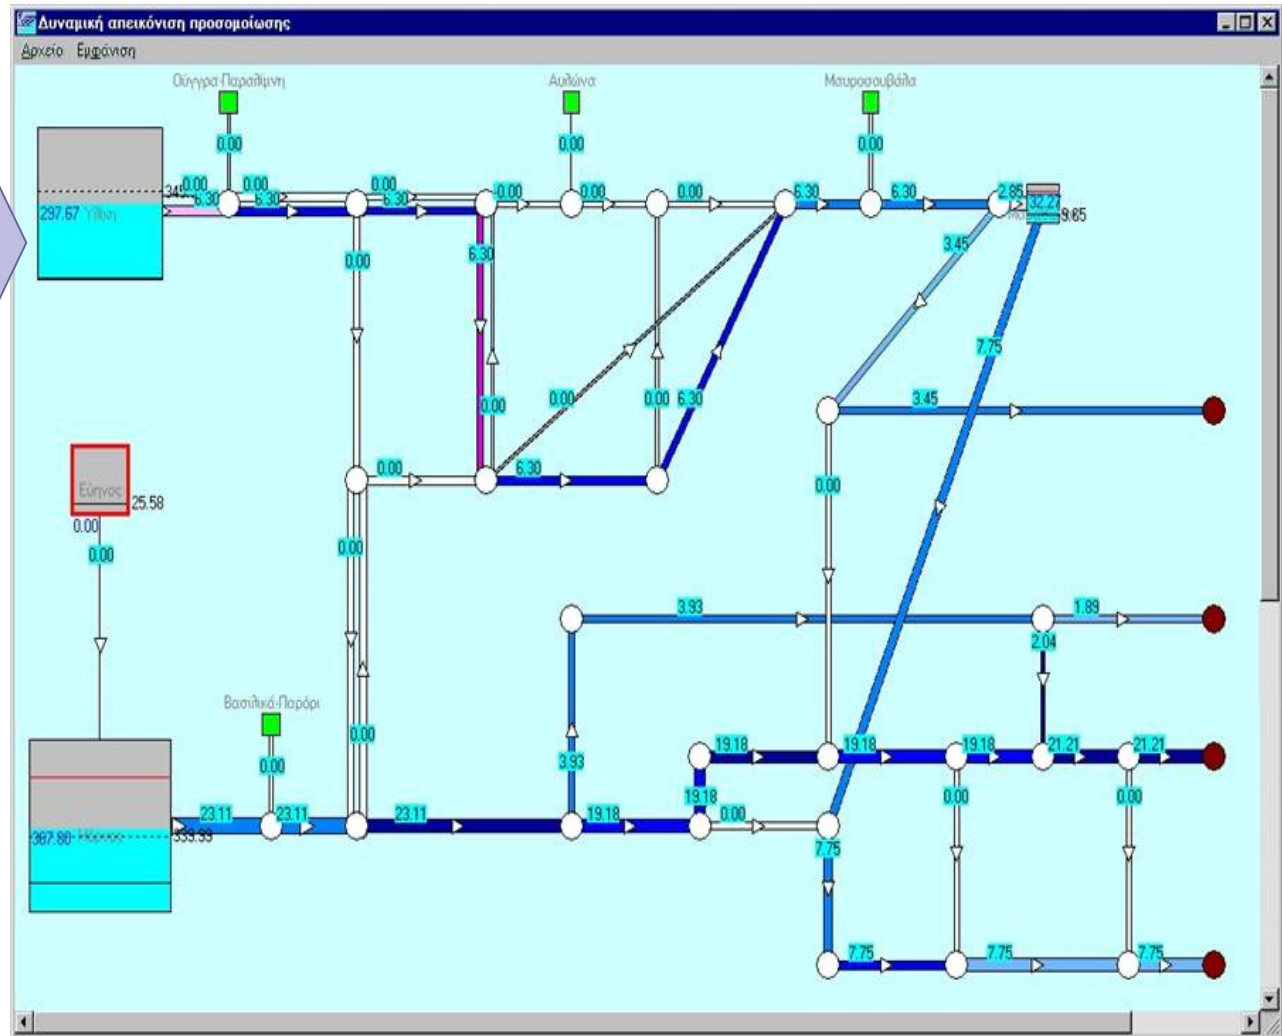 Δυναμική απεικόνιση προσομοίωσης
Αρχείο Εμφάνιση
Ούγγρα-Παραλίμνη Αυλώνα Μαυροσουβάλα
0.00 0.00 0.00
0.00 0.00 0.00 0.00 0.00 0.00 6.30 6.30 2.85 32.27
6.30 6.30 6.30
297.67 Υλίκη 9.65
0.00 6.30 3.45
7.75
0.00 0.00 0.00 6.30 3.45
0.00 6.30
0.00
Εύηνος
25.58
0.00
0.00 0.00
3.93 1.89
2.04
Βασιλικά-Παρόρι
0.00 0.00 3.93 19.18 19.18 19.18 21.21 21.21
19.18 0.00 0.00
23.11 23.11 23.11 19.18 0.00
367.80 Μόρνος 339.99
7.75
7.75 7.75 7.75